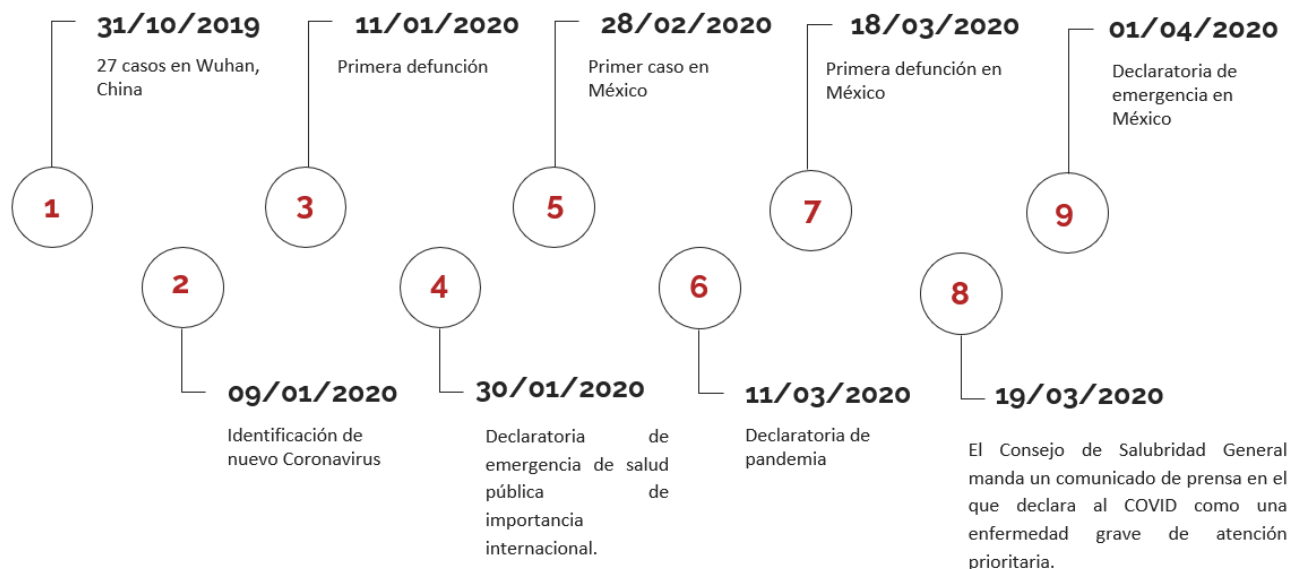 1
31/10/2019
27 casos en Wuhan,
China
2
09/01/2020
Identificación de
nuevo Coronavirus
3
11/01/2020
Primera defunción
4
30/01/2020
Declaratoria de
emergencia de salud
pública de
importancia
internacional.
5
28/02/2020
Primer caso en
México
6
11/03/2020
Declaratoria de
pandemia
7
18/03/2020
Primera defunción en
México
8
19/03/2020
El Consejo de Salubridad General
manda un comunicado de prensa en el
que declara al COVID como una
enfermedad grave de atención
prioritaria.
9
01/04/2020
Declaratoria de
emergencia en
México